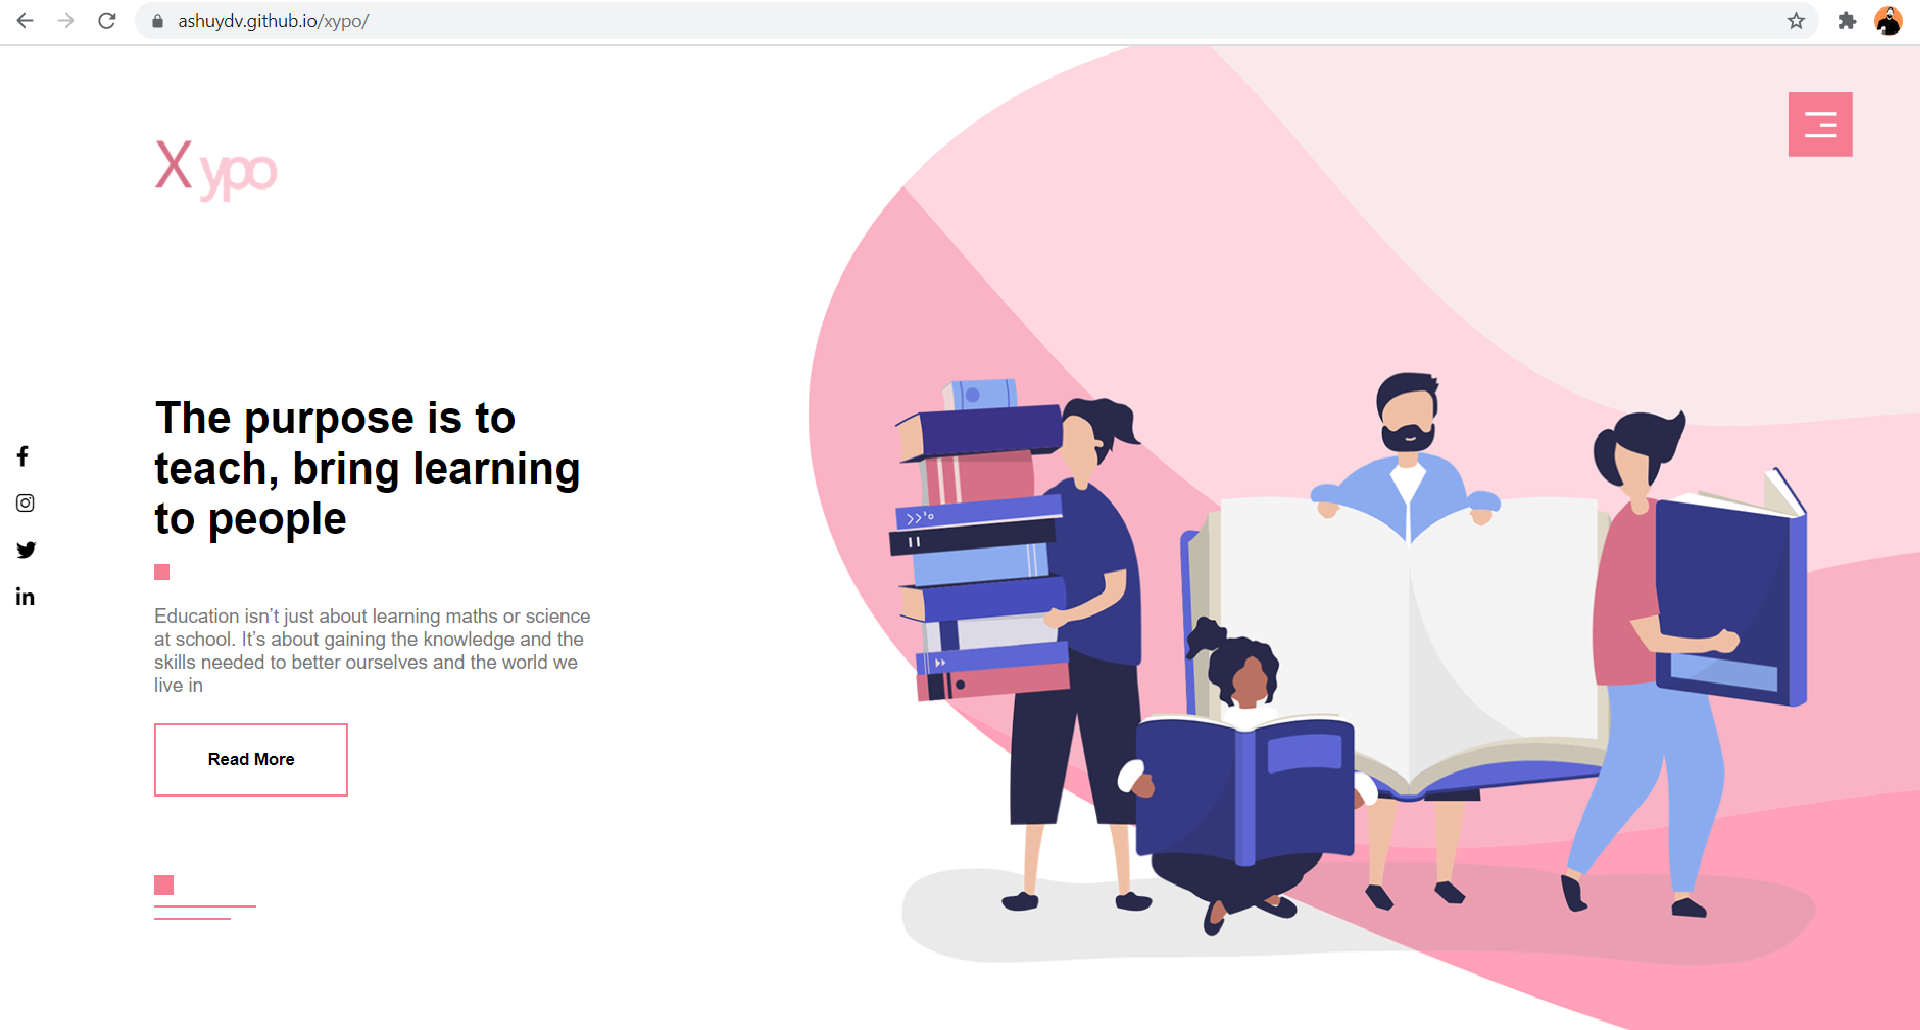 ashuydv.github.io/xypo/
Xypo
The purpose is to
teach, bring learning
to people
Education isn’t just about learning maths or science
at school. It’s about gaining the knowledge and the
skills needed to better ourselves and the world we
live in
Read More